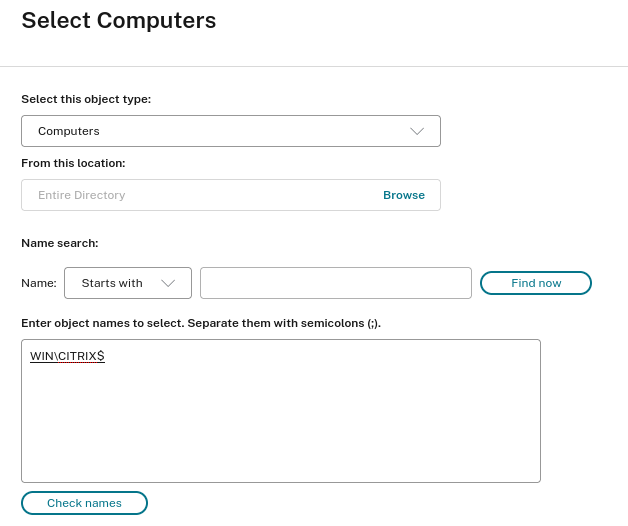 Select Computers
Select this object type:
Computers
From this location:
Entire Directory
Browse
Name search:
Name:
Starts with
Find now
Enter object names to select. Separate them with semicolons (;).
WIN\CITRIX$
Check names